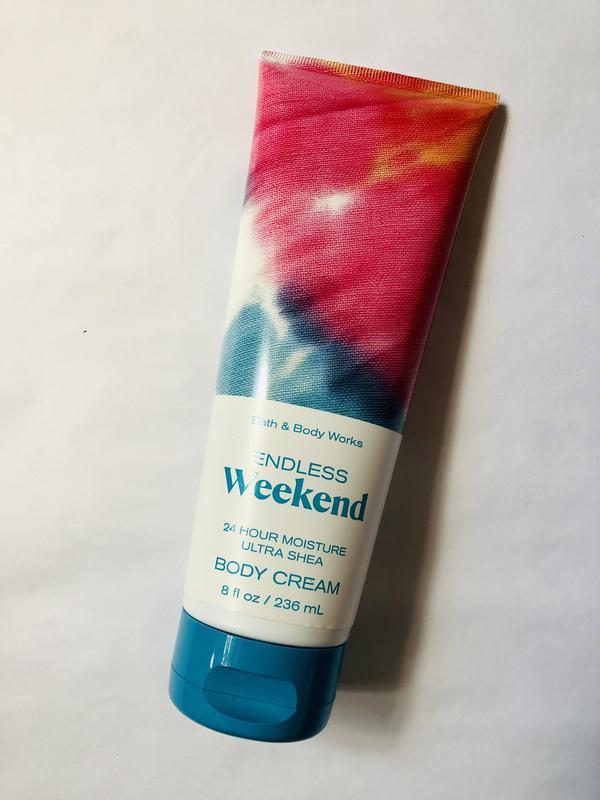 Bath & Body Works
ENDLESS
Weekend
24 HOUR MOISTURE
ULTRA SHEA
BODY CREAM
8 fl oz / 236 mL